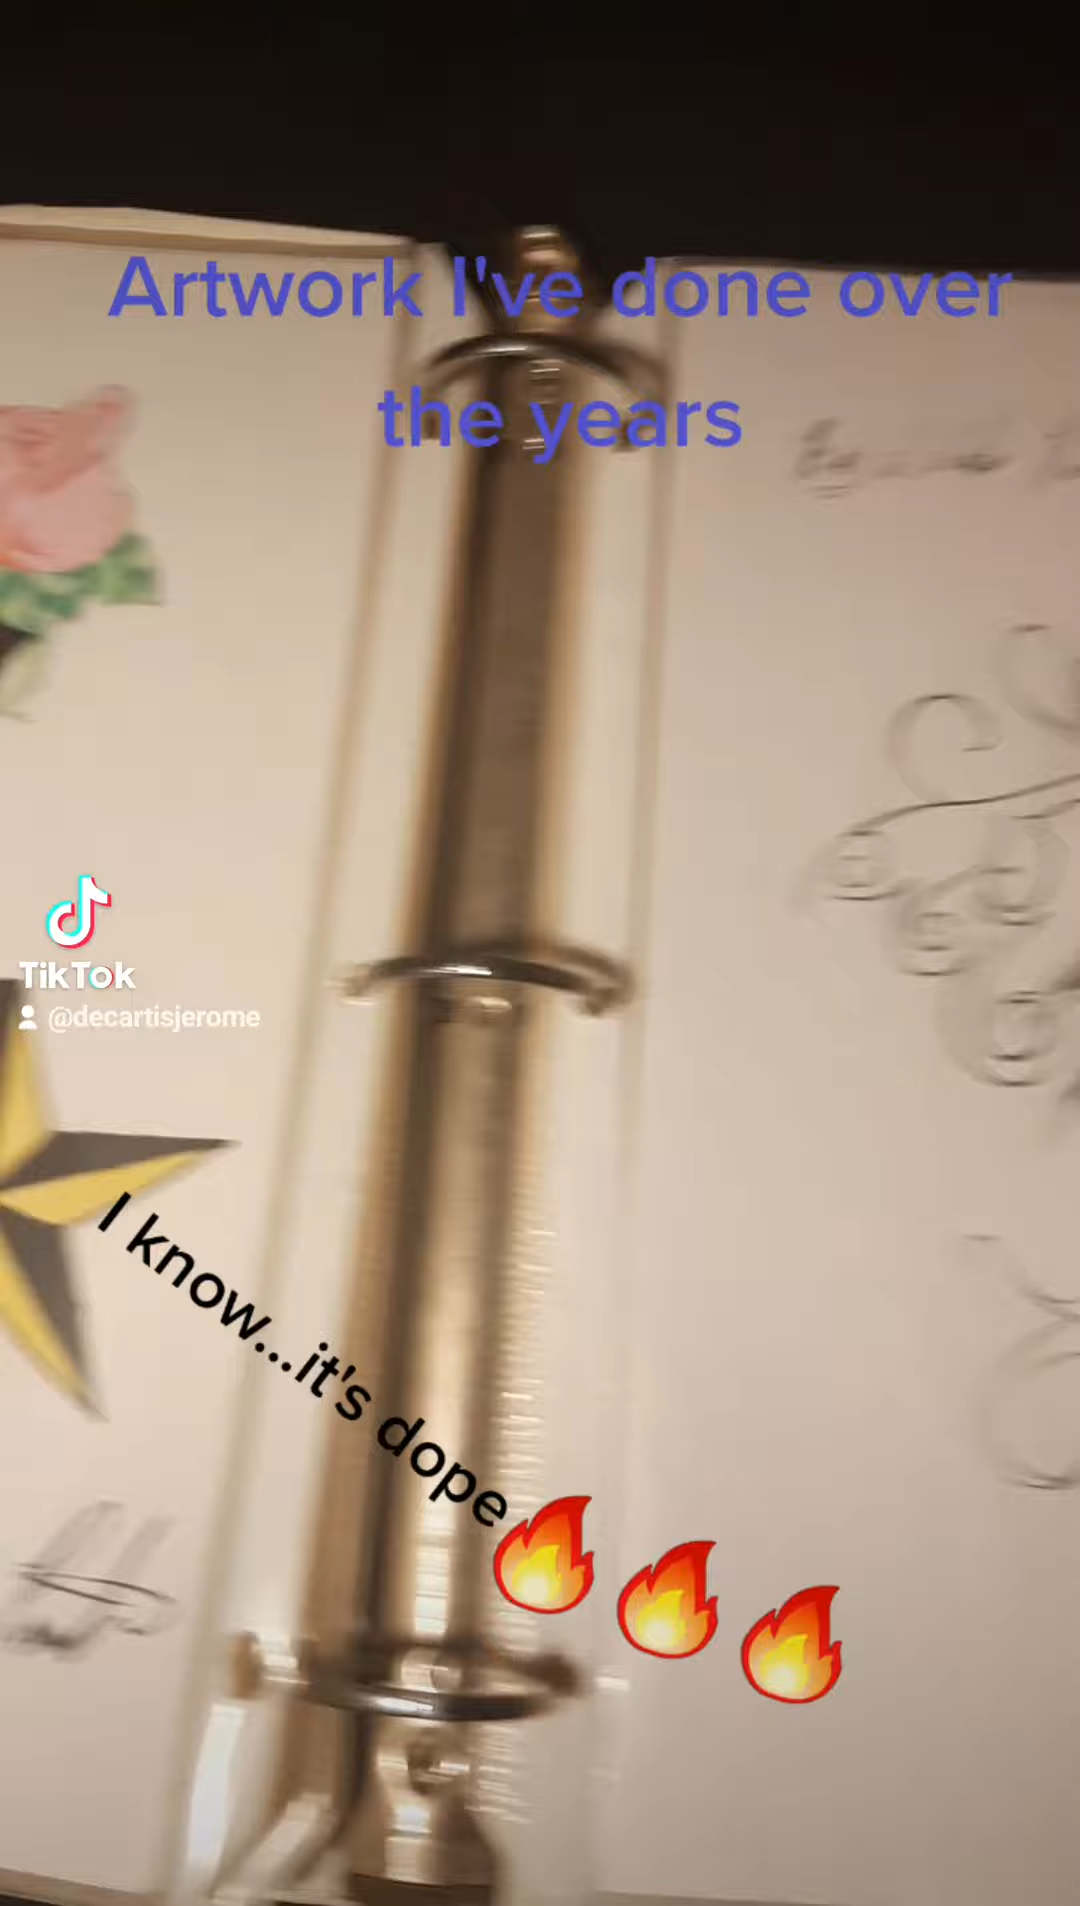 Artwork I've done over
the years
TikTok
@decartisjerome
I know...it's dope🔥🔥🔥